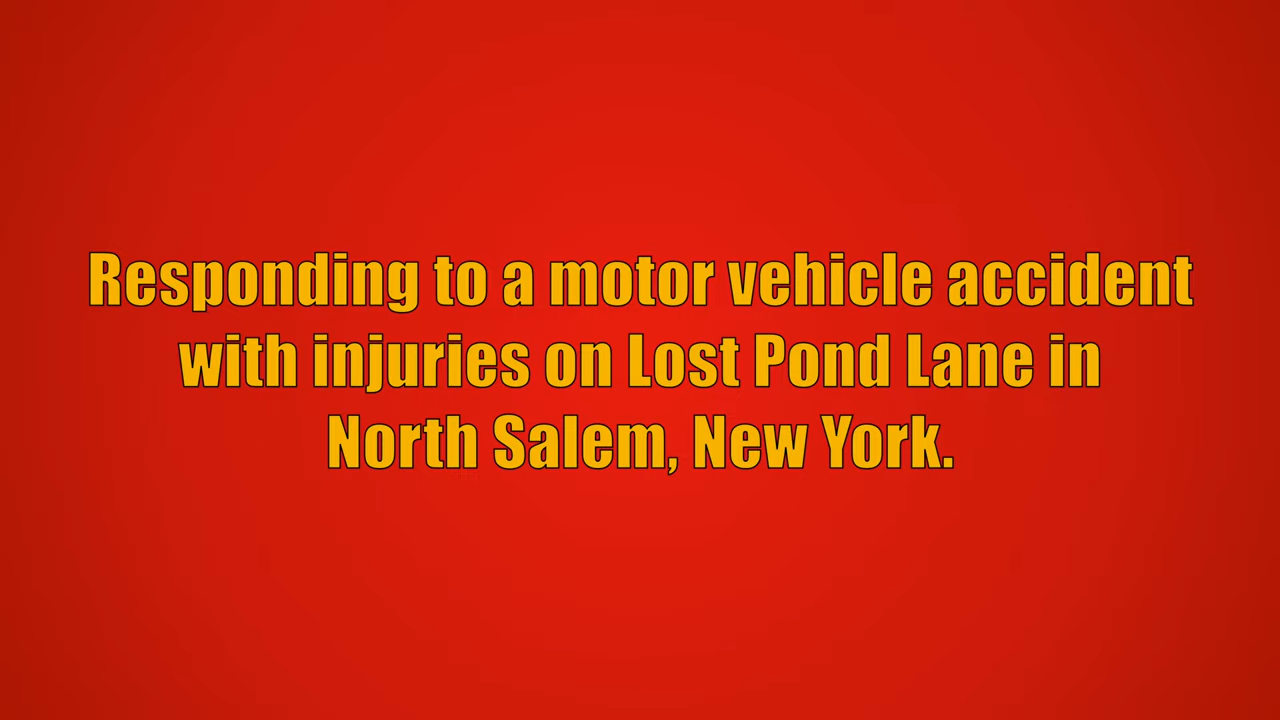 Responding to a motor vehicle accident
with injuries on Lost Pond Lane in
North Salem, New York.